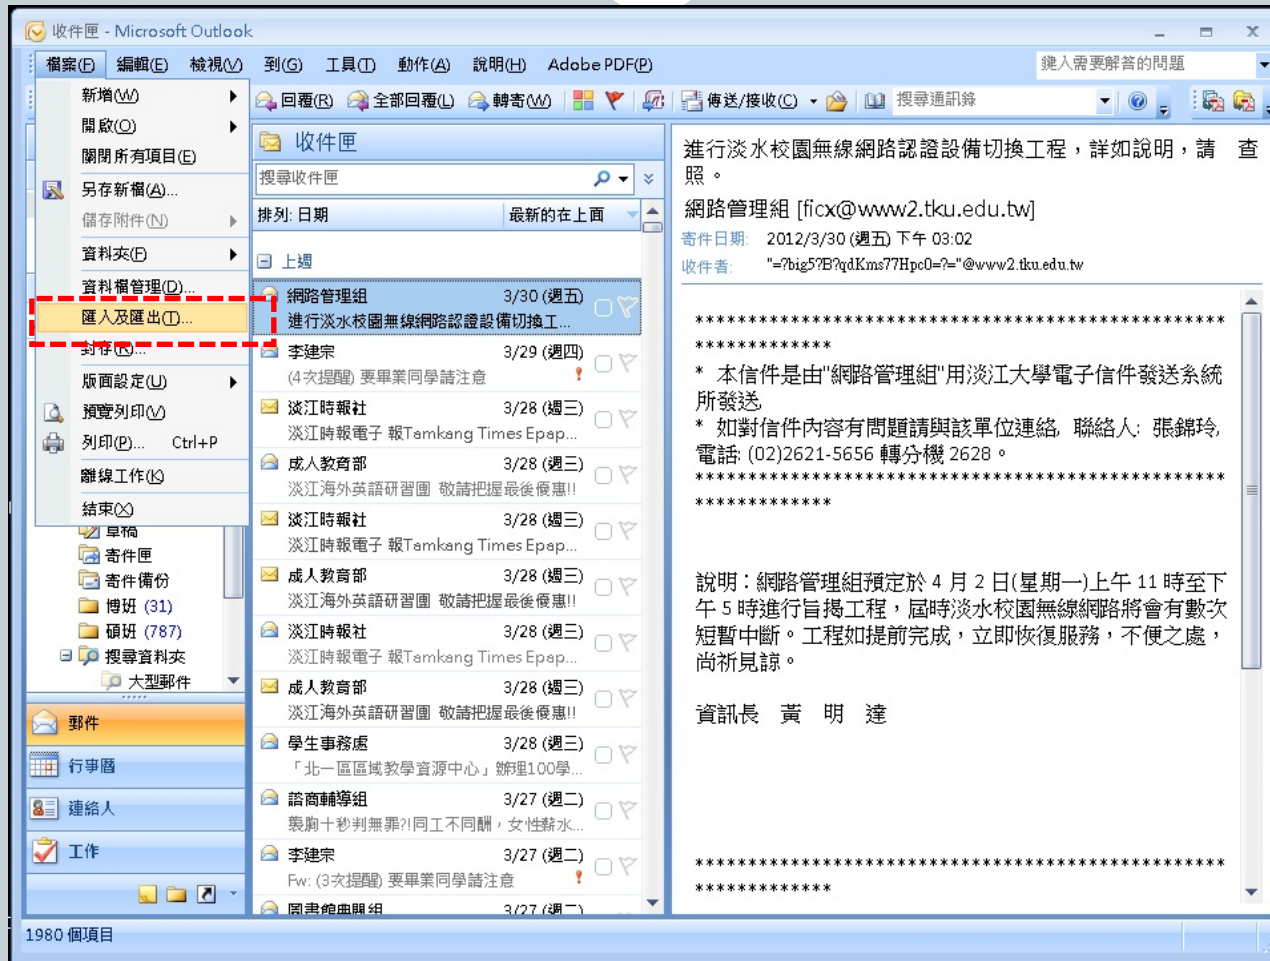 收件匣 - Microsoft Outlook
檔案(F) 編輯(E) 檢視(V) 到(G) 工具(T) 動作(A) 說明(H) Adobe PDF(P) 鍵入需要解答的問題
回覆(R) 全部回覆(L) 轉寄(W) 傳送/接收(C) 搜尋通訊錄
新增(W)
開啟(O)
關閉所有項目(E)
另存新檔(A)...
儲存附件(N)
資料夾(F)
資料檔管理(D)...
匯入及匯出(T)...
封存(R)...
版面設定(U)
預覽列印(V)
列印(P)... Ctrl+P
離線工作(K)
結束(X)
草稿
寄件匣
寄件備份
博班 (31)
碩班 (787)
搜尋資料夾
大型郵件
郵件
行事曆
連絡人
工作
收件匣
搜尋收件匣
排列: 日期 最新的在上面
上週
網路管理組 3/30 (週五)
進行淡水校園無線網路認證設備切換工...
李建宗 3/29 (週四)
(4次提醒) 要畢業同學請注意
淡江時報社 3/28 (週三)
淡江時報電子 報Tamkang Times Epap...
成人教育部 3/28 (週三)
淡江海外英語研習團 敬請把握最後優惠!!
淡江時報社 3/28 (週三)
淡江時報電子 報Tamkang Times Epap...
成人教育部 3/28 (週三)
淡江海外英語研習團 敬請把握最後優惠!!
淡江時報社 3/28 (週三)
淡江時報電子 報Tamkang Times Epap...
成人教育部 3/28 (週三)
淡江海外英語研習團 敬請把握最後優惠!!
學生事務處 3/28 (週三)
「北一區區域教學資源中心」辦理100學...
諮商輔導組 3/27 (週二)
襲胸十秒判無罪?!同工不同酬，女性薪水...
李建宗 3/27 (週二)
Fw: (3次提醒) 要畢業同學請注意
圖書館典閱組 3/27 (週二)
進行淡水校園無線網路認證設備切換工程，詳如說明，請 查
照。
網路管理組 [ficx@www2.tku.edu.tw]
寄件日期: 2012/3/30 (週五) 下午 03:02
收件者: "=?big5?B?qdKms77Hpc0=?="@www2.tku.edu.tw
**************************************************
*************
* 本信件是由"網路管理組"用淡江大學電子信件發送系統
所發送,
* 如對信件內容有問題請與該單位連絡, 聯絡人: 張錦玲,
電話: (02)2621-5656 轉分機 2628。
**************************************************
*************
說明：網路管理組預定於 4 月 2 日(星期一)上午 11 時至下
午 5 時進行旨揭工程，屆時淡水校園無線網路將會有數次
短暫中斷。工程如提前完成，立即恢復服務，不便之處，
尚祈見諒。
資訊長 黃 明 達
**************************************************
*************
1980 個項目